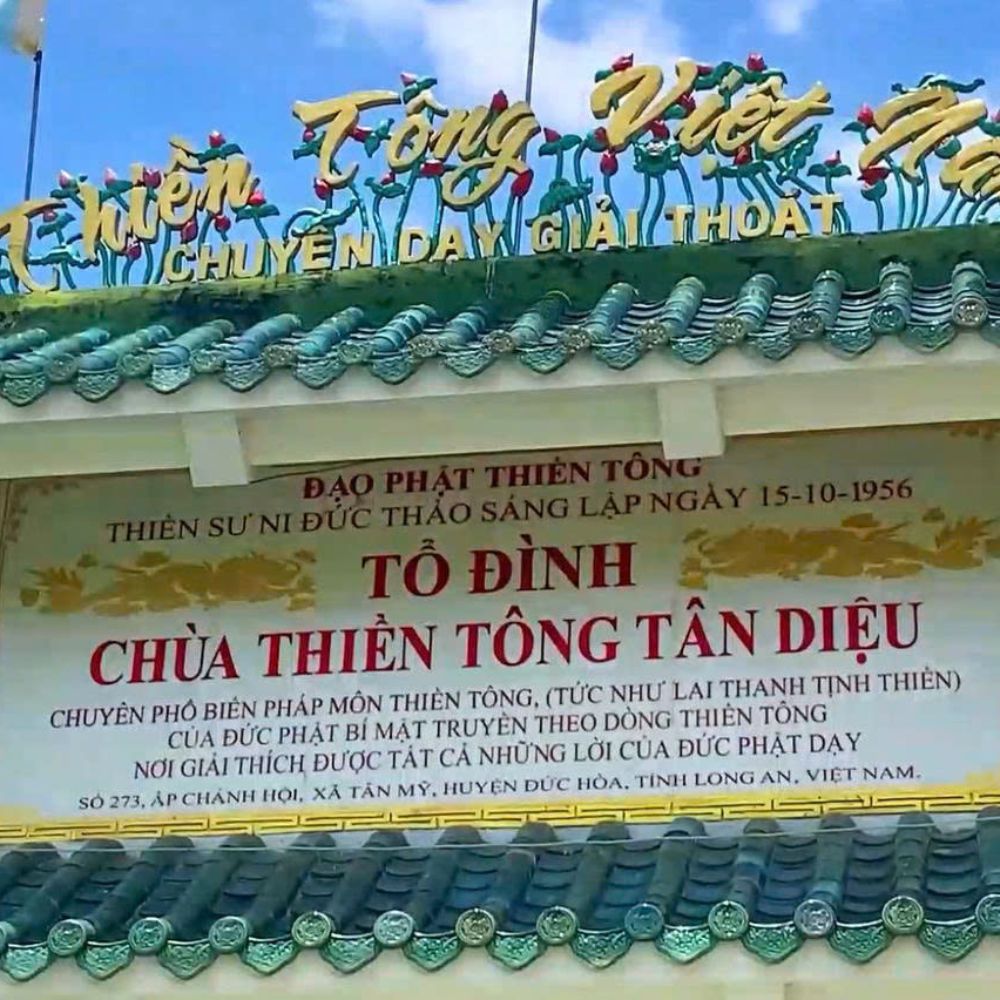 Thiền Tông Việt Na
CHUYÊN DẠY GIẢI THOÁT
ĐẠO PHẬT THIỀN TÔNG
THIỀN SƯ NI ĐỨC THẢO SÁNG LẬP NGÀY 15-10-1956
TỔ ĐÌNH
CHÙA THIỀN TÔNG TÂN DIỆU
CHUYÊN PHỔ BIẾN PHÁP MÔN THIỀN TÔNG, (TỨC NHƯ LAI THANH TỊNH THIỀN)
CỦA ĐỨC PHẬT BÍ MẬT TRUYỀN THEO DÒNG THIỀN TÔNG
NƠI GIẢI THÍCH ĐƯỢC TẤT CẢ NHỮNG LỜI CỦA ĐỨC PHẬT DẠY
SỐ 273, ẤP CHÁNH HỘI, XÃ TÂN MỸ, HUYỆN ĐỨC HÒA, TỈNH LONG AN, VIỆT NAM.